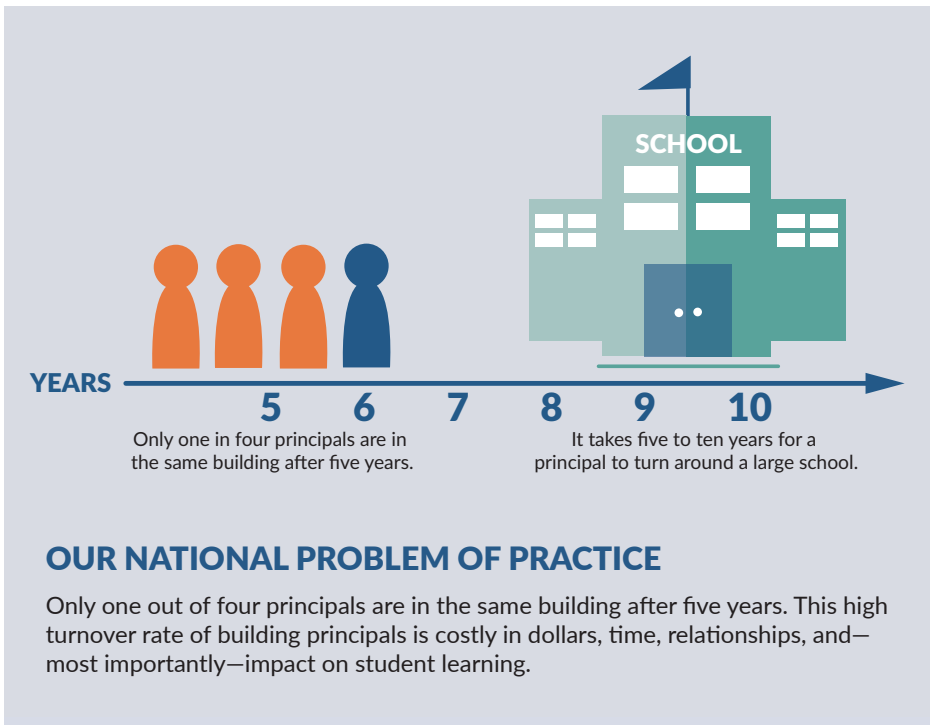 SCHOOL
YEARS
5 6 7 8 9 10
Only one in four principals are in
the same building after five years.
It takes five to ten years for a
principal to turn around a large school.
OUR NATIONAL PROBLEM OF PRACTICE
Only one out of four principals are in the same building after five years. This high
turnover rate of building principals is costly in dollars, time, relationships, and—
most importantly—impact on student learning.